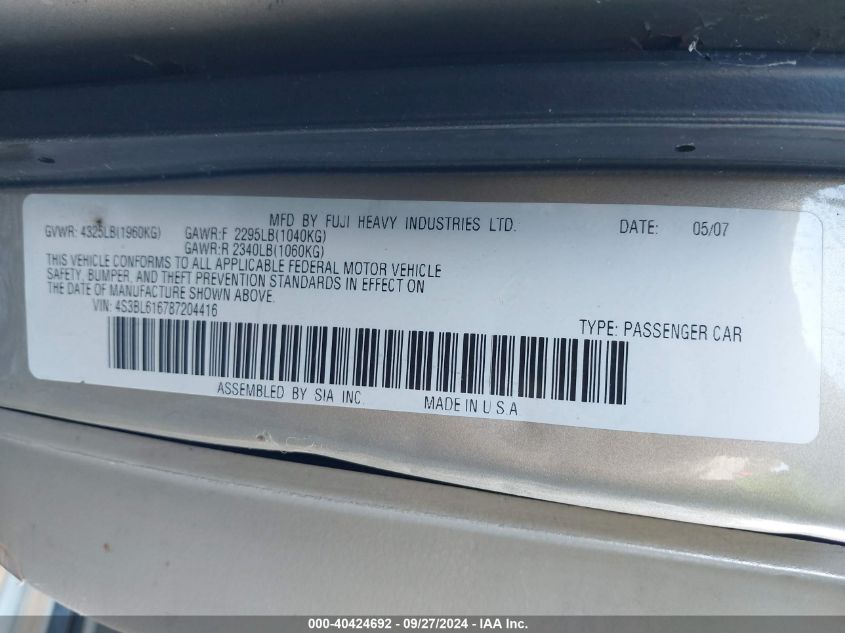 MFD BY FUJI HEAVY INDUSTRIES LTD. DATE: 05/07
GVWR: 4325LB(1960KG) GAWR:F 2295LB(1040KG)
GAWR:R 2340LB(1060KG)
THIS VEHICLE CONFORMS TO ALL APPLICABLE FEDERAL MOTOR VEHICLE
SAFETY, BUMPER, AND THEFT PREVENTION STANDARDS IN EFFECT ON
THE DATE OF MANUFACTURE SHOWN ABOVE.
VIN: 4S3BL616787204416 TYPE: PASSENGER CAR
ASSEMBLED BY SIA INC. MADE IN U.S.A
000-40424692 - 09/27/2024 - IAA Inc.